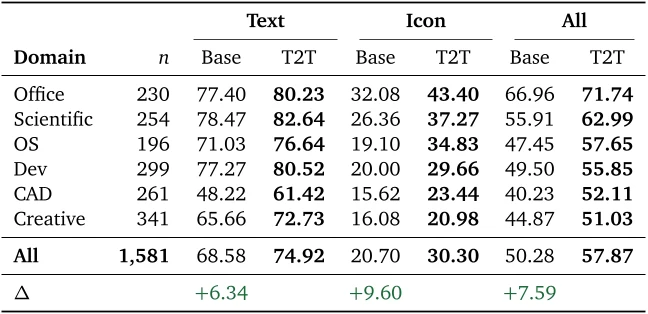 Text Icon All
Domain n Base T2T Base T2T Base T2T
Office 230 77.40 80.23 32.08 43.40 66.96 71.74
Scientific 254 78.47 82.64 26.36 37.27 55.91 62.99
OS 196 71.03 76.64 19.10 34.83 47.45 57.65
Dev 299 77.27 80.52 20.00 29.66 49.50 55.85
CAD 261 48.22 61.42 15.62 23.44 40.23 52.11
Creative 341 65.66 72.73 16.08 20.98 44.87 51.03
All 1,581 68.58 74.92 20.70 30.30 50.28 57.87
Δ +6.34 +9.60 +7.59